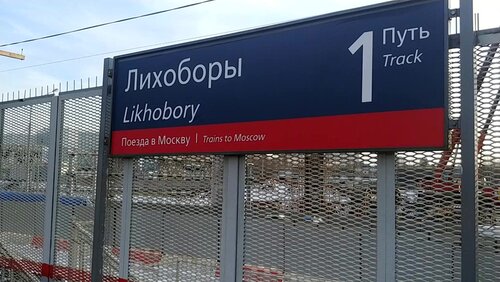 Лихоборы
Likhobory
1 Путь
Track
Поезда в Москву | Trains to Moscow